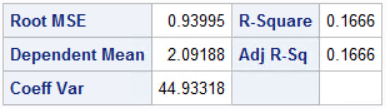 Root MSE 0.93995 R-Square 0.1666
Dependent Mean 2.09188 Adj R-Sq 0.1666
Coeff Var 44.93318